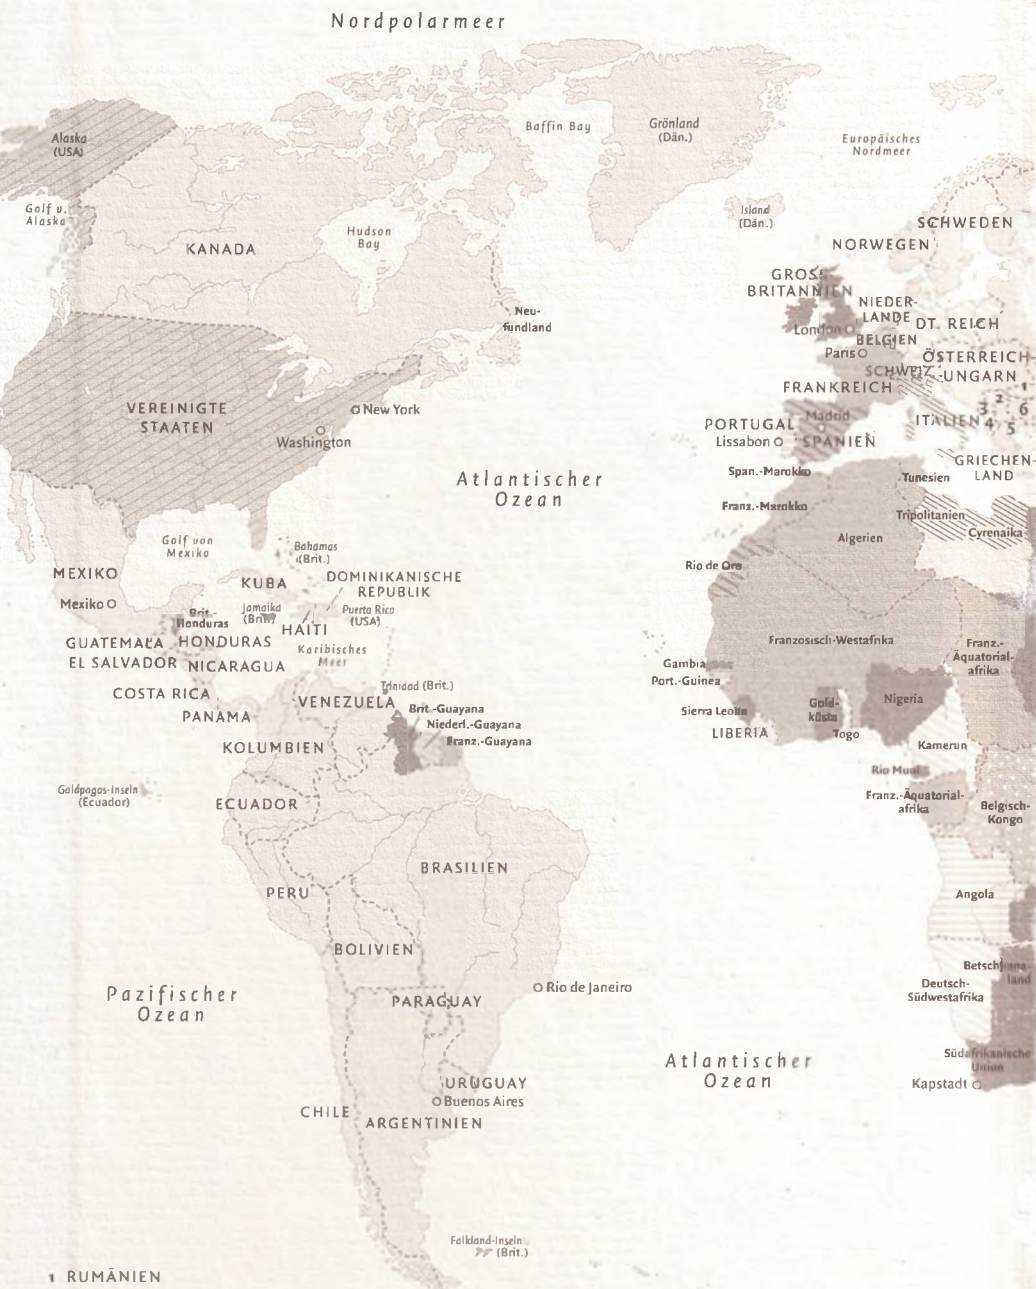 Nordpolarmeer
Alaska
(USA)
Baffin Bay
Grönland
(Dän.)
Europäisches
Nordmeer
Golf v.
Alaska
Island
(Dän.)
KANADA
Hudson
Bay
SCHWEDEN
NORWEGEN
GROSS-
BRITANNIEN
Neu-
fundland
NIEDER-
LANDE
DT. REICH
London
BELGIEN
Paris
ÖSTERREICH-
UNGARN
SCHWEIZ
FRANKREICH
1
2
3
6
VEREINIGTE
STAATEN
New York
Washington
Madrid
ITALIEN
4
5
PORTUGAL
Lissabon
SPANIEN
Atlantischer
Ozean
Span.-Marokko
GRIECHEN-
LAND
Tunesien
Franz.-Marokko
Tripolitanien
Cyrenaika
Algerien
Golf von
Mexiko
Bahamas
(Brit.)
Rio de Oro
MEXIKO
KUBA
DOMINIKANISCHE
REPUBLIK
Mexiko
Brit.-
Honduras
Jamaika
(Brit.)
Puerto Rico
(USA)
HAITI
GUATEMALA
HONDURAS
Karibisches
Meer
EL SALVADOR
NICARAGUA
Französisch-Westafrika
Franz.-
Äquatorial-
afrika
Gambia
Port.-Guinea
COSTA RICA
Trinidad (Brit.)
VENEZUELA
Brit.-Guayana
PANAMA
Niederl.-Guayana
Franz.-Guayana
Sierra Leone
Gold-
küste
Nigeria
LIBERIA
Togo
KOLUMBIEN
Kamerun
Rio Muni
Galápagos-Inseln
(Ecuador)
ECUADOR
Franz.-Äquatorial-
afrika
Belgisch-
Kongo
BRASILIEN
PERU
Angola
BOLIVIEN
Betschuana-
land
Pazifischer
Ozean
Rio de Janeiro
Deutsch-
Südwestafrika
PARAGUAY
Atlantischer
Ozean
Südafrikanische
Union
URUGUAY
Kapstadt
Buenos Aires
CHILE
ARGENTINIEN
Falkland-Inseln
(Brit.)
1 RUMÄNIEN